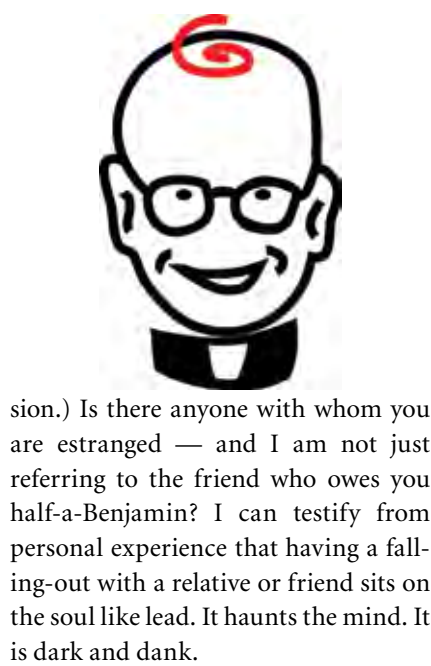 sion.) Is there anyone with whom you
are estranged — and I am not just
referring to the friend who owes you
half-a-Benjamin? I can testify from
personal experience that having a fall-
ing-out with a relative or friend sits on
the soul like lead. It haunts the mind. It
is dark and dank.